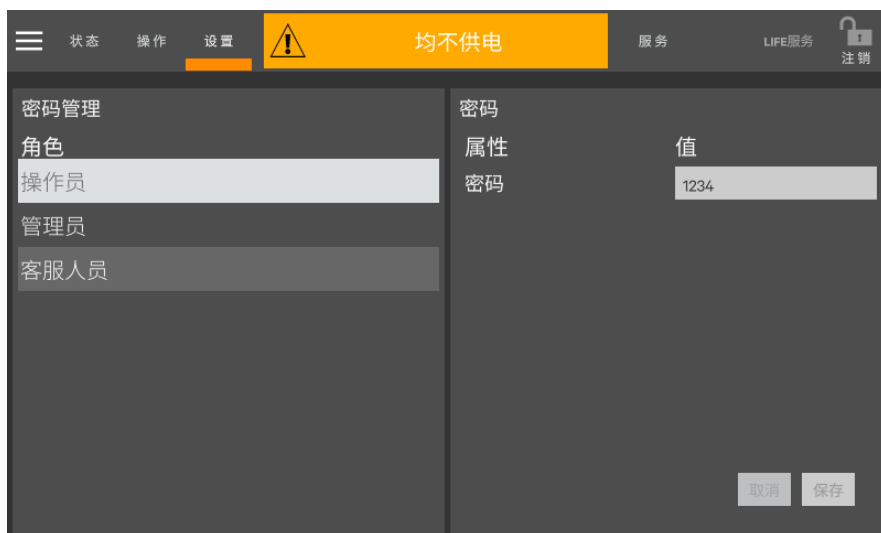 状态 操作 设置 均不供电 服务 LIFE服务 注销
密码管理
角色
操作员
管理员
客服人员
密码
属性 值
密码 1234
取消 保存